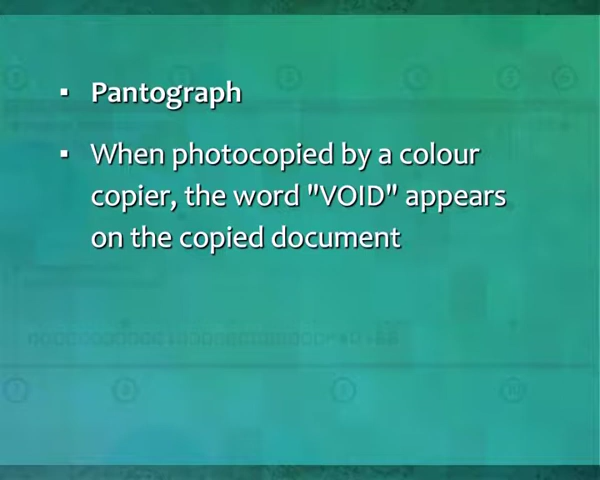 ▪ Pantograph
▪ When photocopied by a colour
copier, the word "VOID" appears
on the copied document